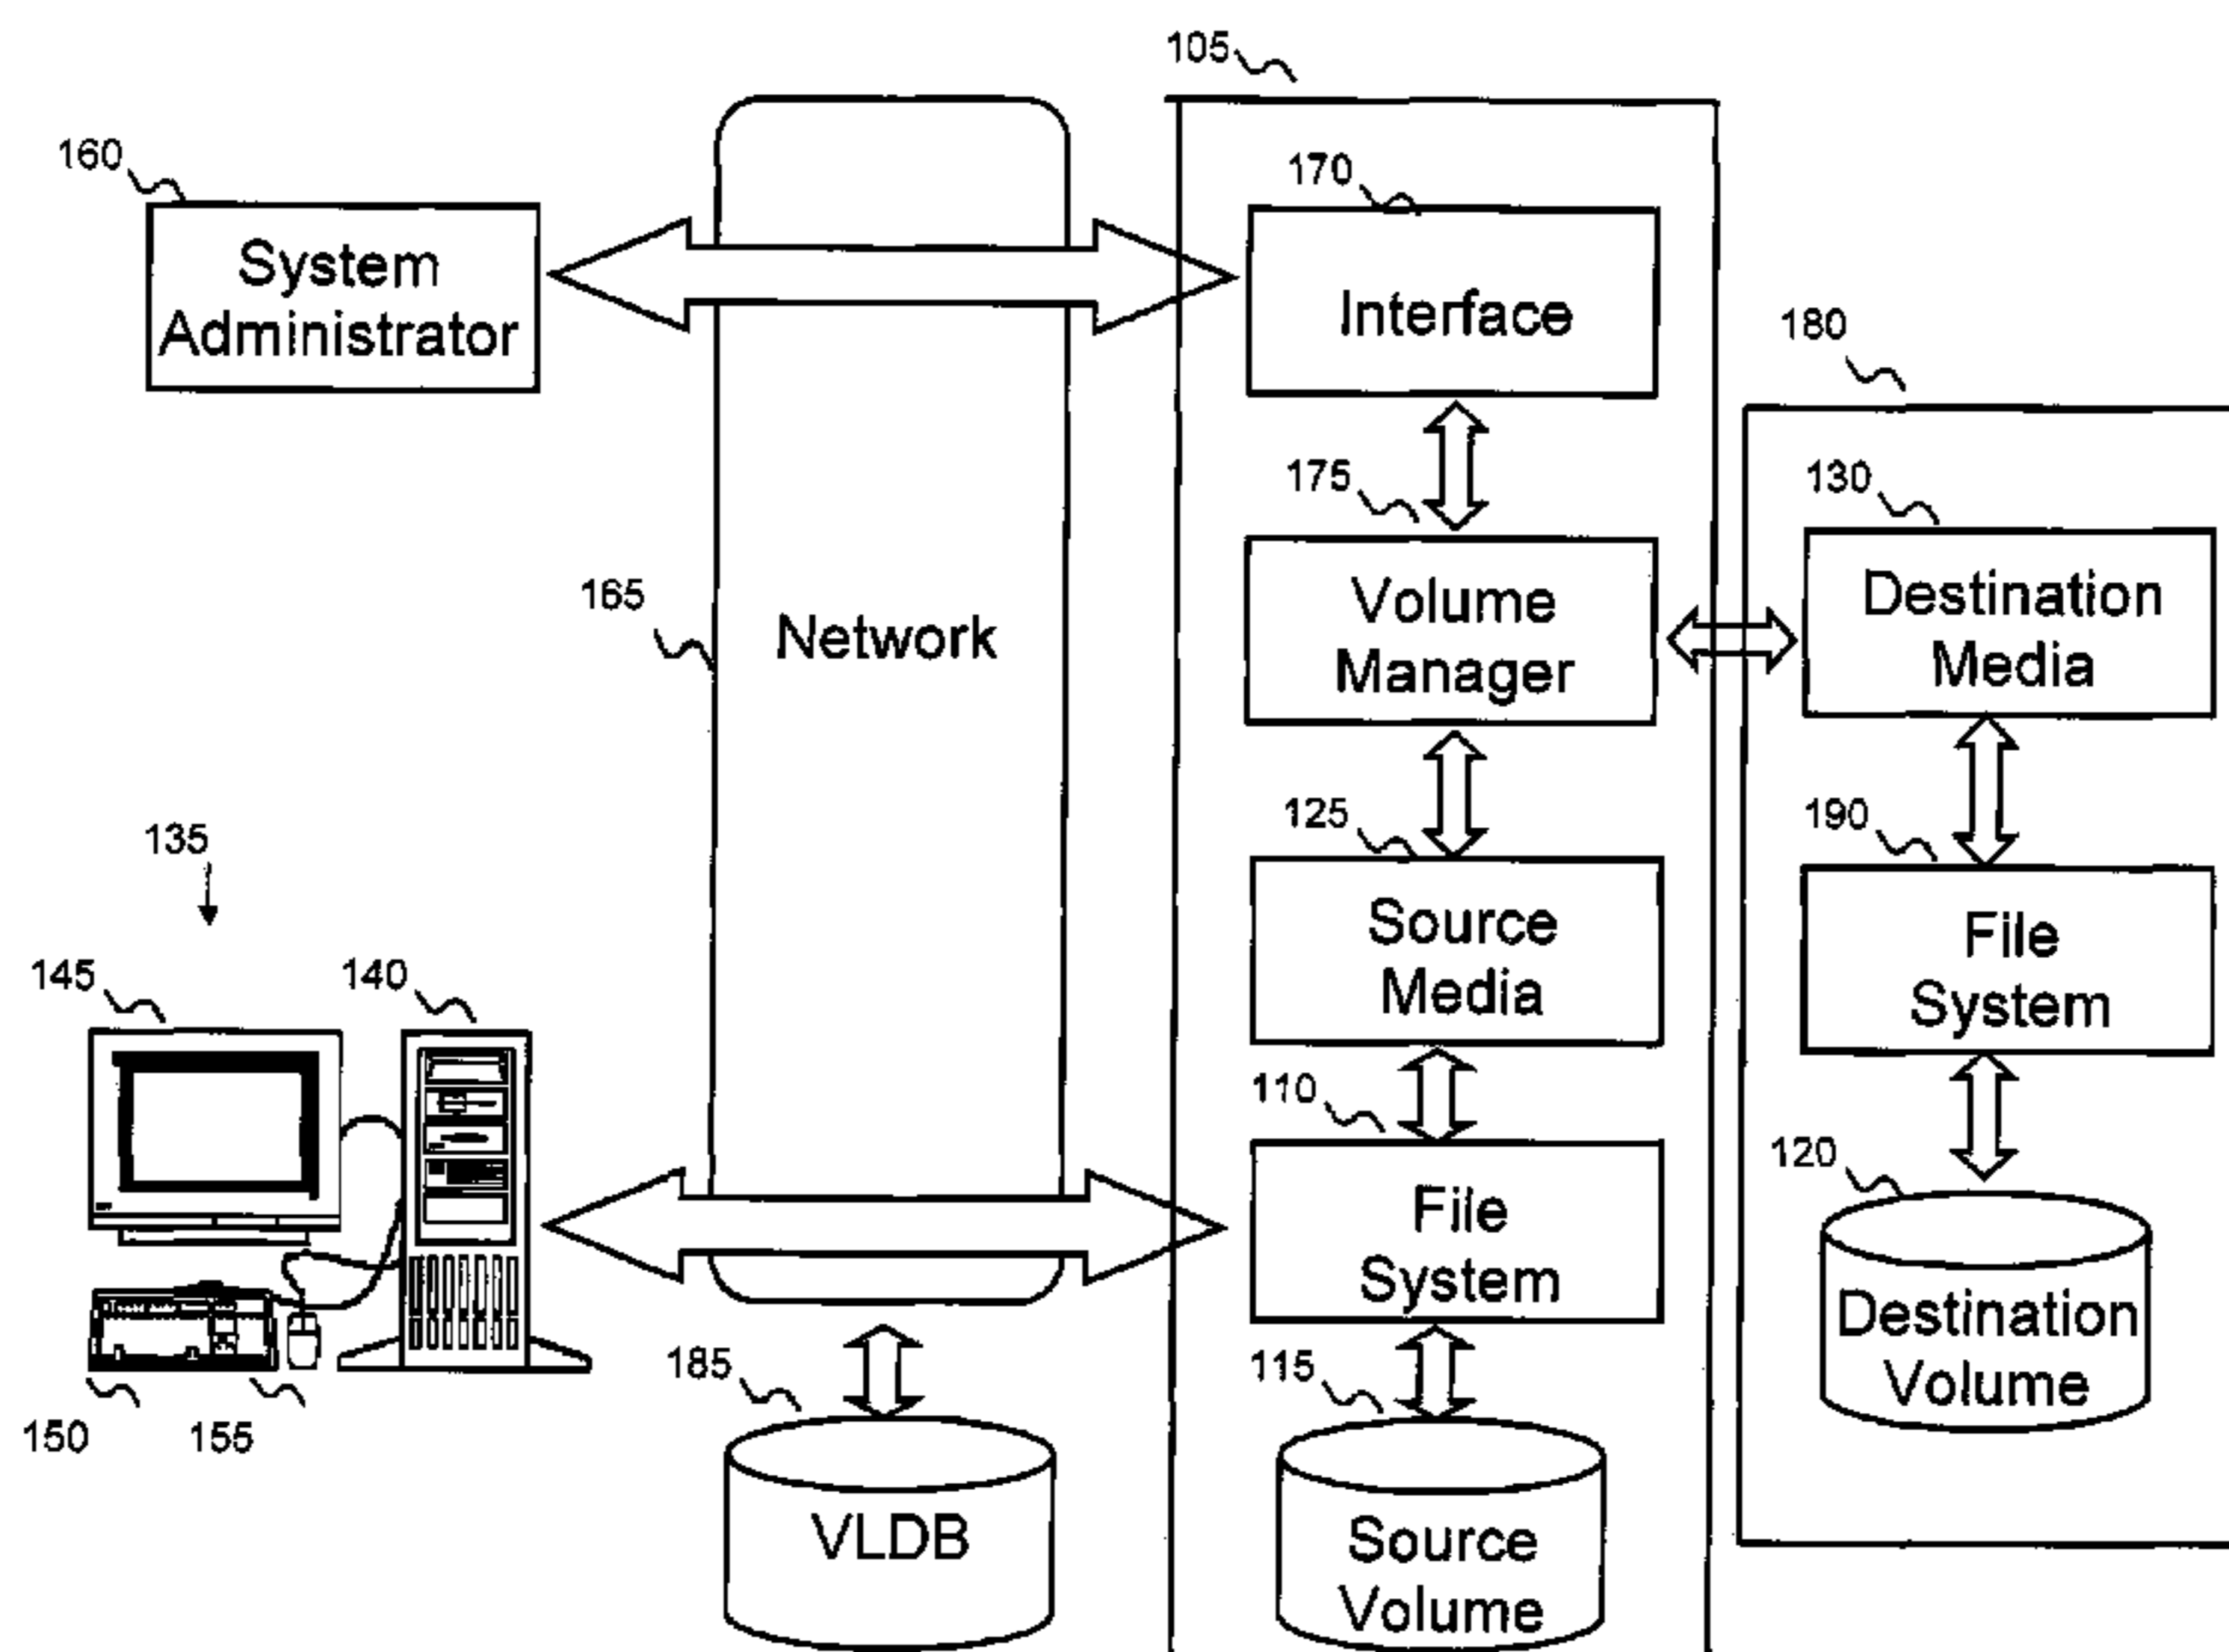 105
160
170
System
Administrator
Interface
180
175
130
165
Network
Volume
Manager
Destination
Media
135
125
190
145
140
Source
Media
File
System
110
120
File
System
Destination
Volume
185
115
150
155
VLDB
Source
Volume